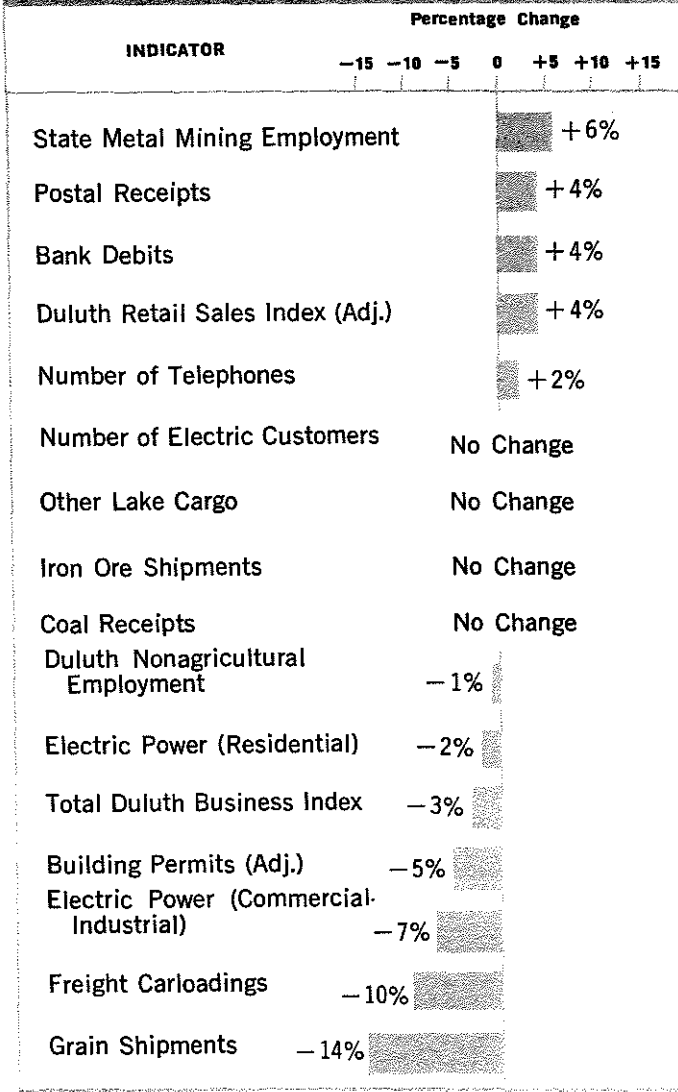 Percentage Change
INDICATOR
−15 −10 −5 0 +5 +10 +15
State Metal Mining Employment +6%
Postal Receipts +4%
Bank Debits +4%
Duluth Retail Sales Index (Adj.) +4%
Number of Telephones +2%
Number of Electric Customers No Change
Other Lake Cargo No Change
Iron Ore Shipments No Change
Coal Receipts No Change
Duluth Nonagricultural
Employment −1%
Electric Power (Residential) −2%
Total Duluth Business Index −3%
Building Permits (Adj.) −5%
Electric Power (Commercial-
Industrial) −7%
Freight Carloadings −10%
Grain Shipments −14%